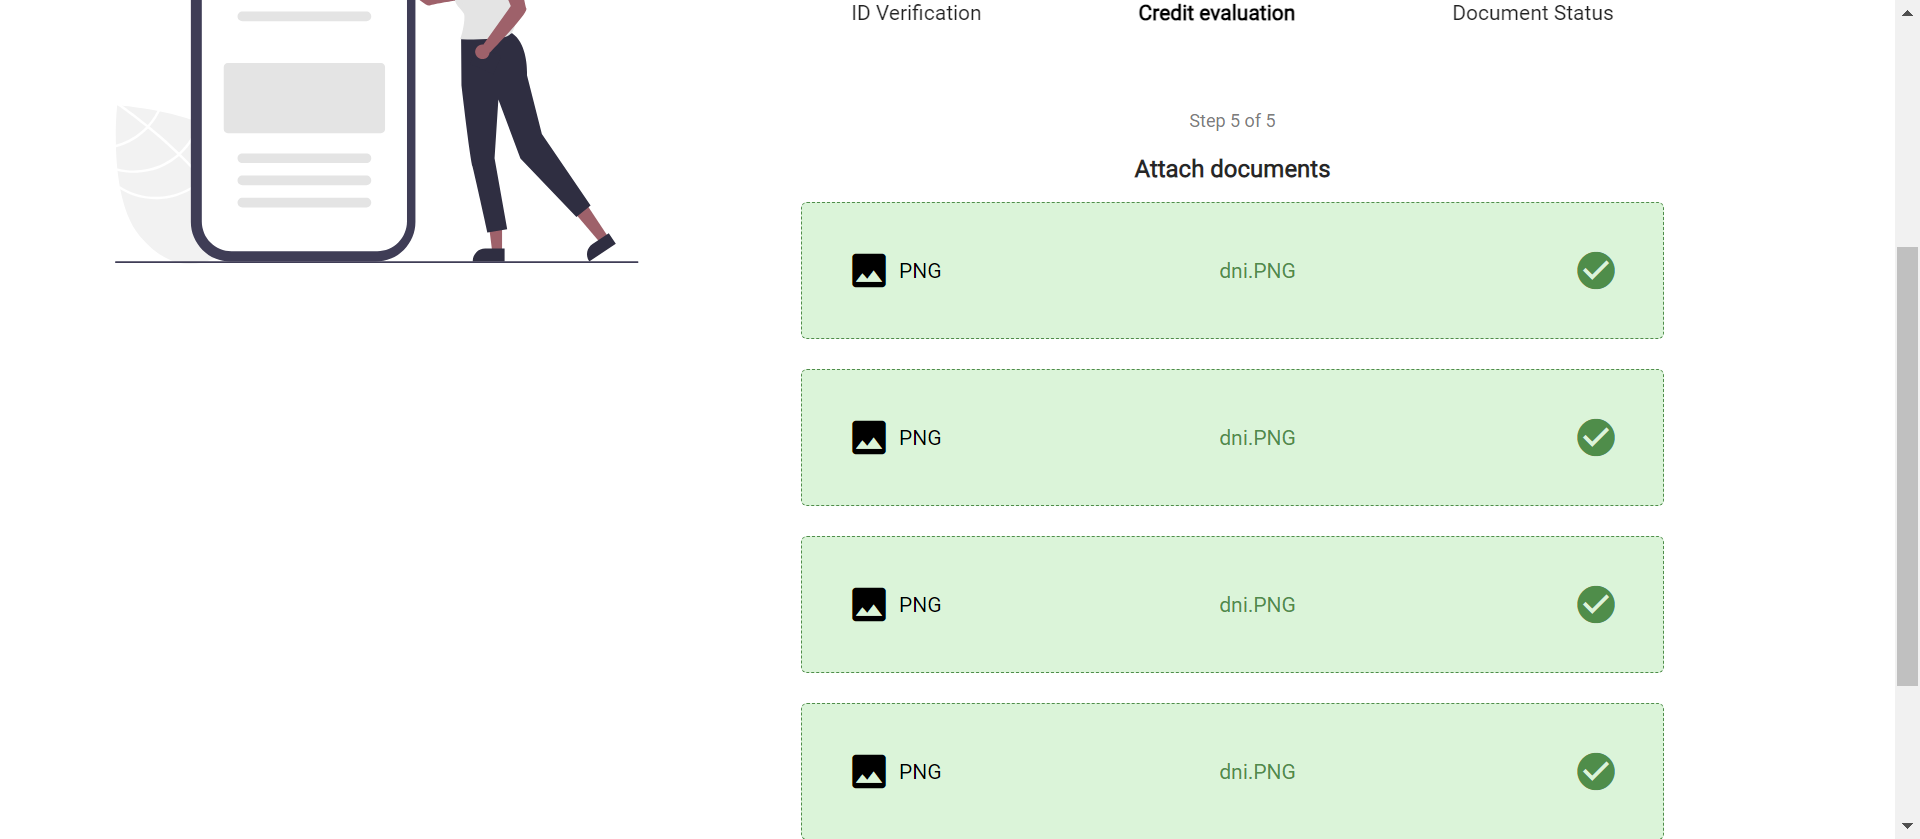 ID Verification Credit evaluation Document Status
Step 5 of 5
Attach documents
PNG dni.PNG
PNG dni.PNG
PNG dni.PNG
PNG dni.PNG